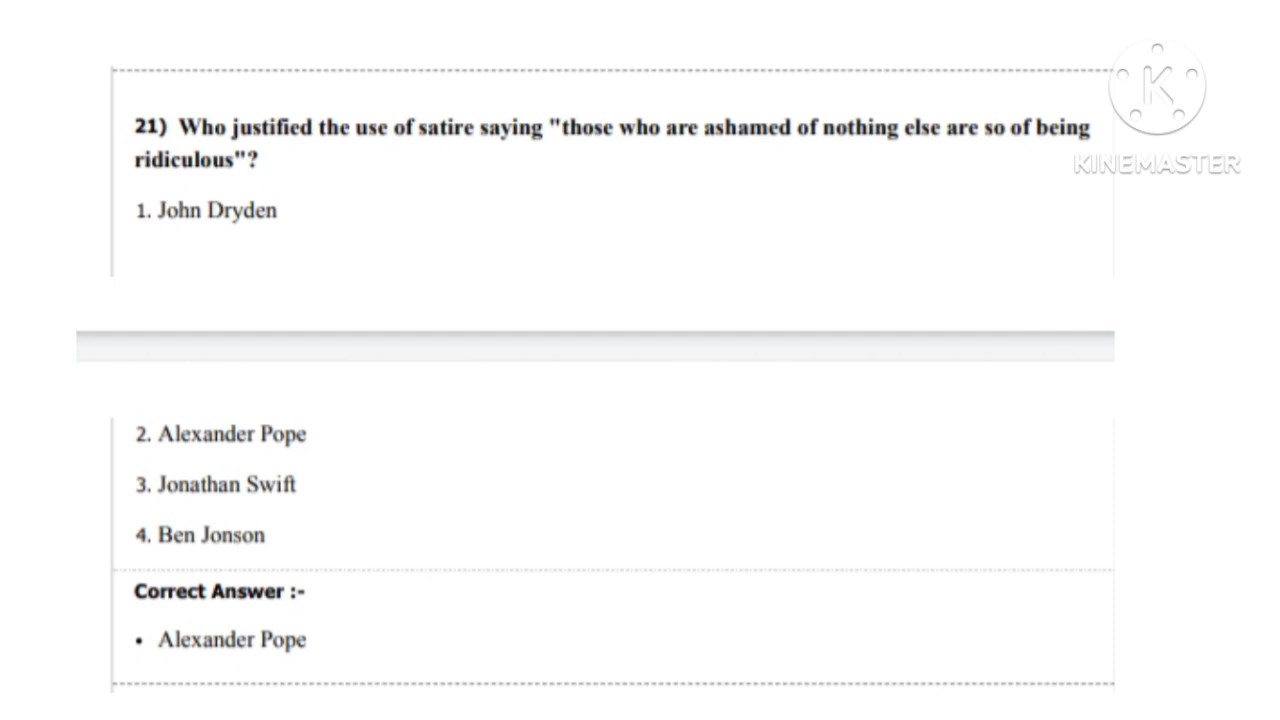 21) Who justified the use of satire saying "those who are ashamed of nothing else are so of being
ridiculous"?
K
KINEMASTER
1. John Dryden
2. Alexander Pope
3. Jonathan Swift
4. Ben Jonson
Correct Answer :-
• Alexander Pope